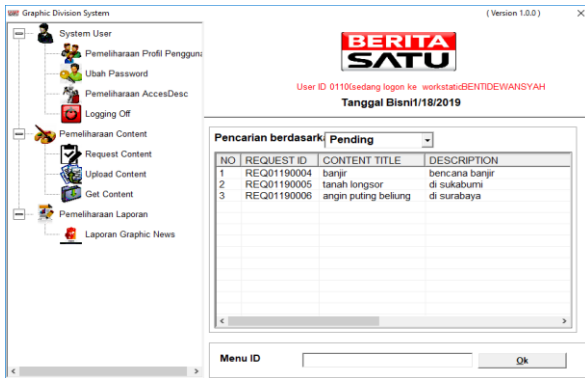 Graphic Division System
( Version 1.0.0 )
System User
Pemeliharaan Profil Pengguna
Ubah Password
Pemeliharaan AccesDesc
Logging Off
Pemeliharaan Content
Request Content
Upload Content
Get Content
Pemeliharaan Laporan
Laporan Graphic News
BERITA
SATU
User ID 0110(sedang logon ke workstaticBENTIDEWANSYAH
Tanggal Bisni1/18/2019
Pencarian berdasarka Pending
NO REQUEST ID CONTENT TITLE DESCRIPTION
1 REQ01190004 banjir bencana banjir
2 REQ01190005 tanah longsor di sukabumi
3 REQ01190006 angin puting beliung di surabaya
Menu ID
Ok